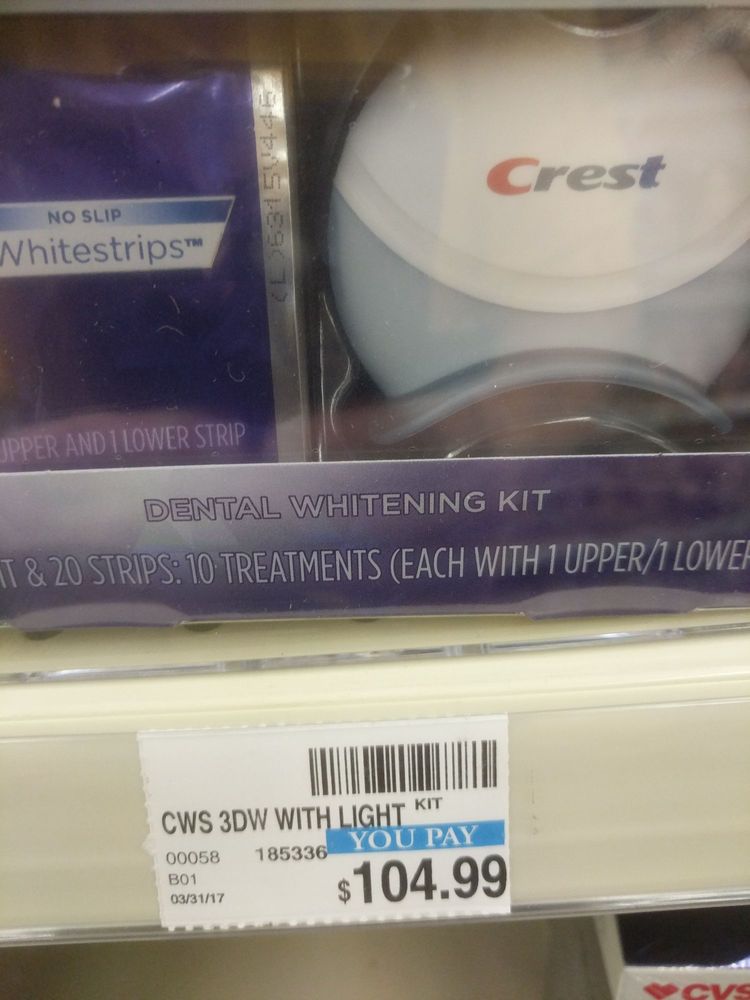 Crest
NO SLIP
Whitestrips™
UPPER AND 1 LOWER STRIP
DENTAL WHITENING KIT
& 20 STRIPS: 10 TREATMENTS (EACH WITH 1 UPPER/1 LOWER
CWS 3DW WITH LIGHT KIT
YOU PAY
00058 185336
B01
03/31/17
$104.99
CVS